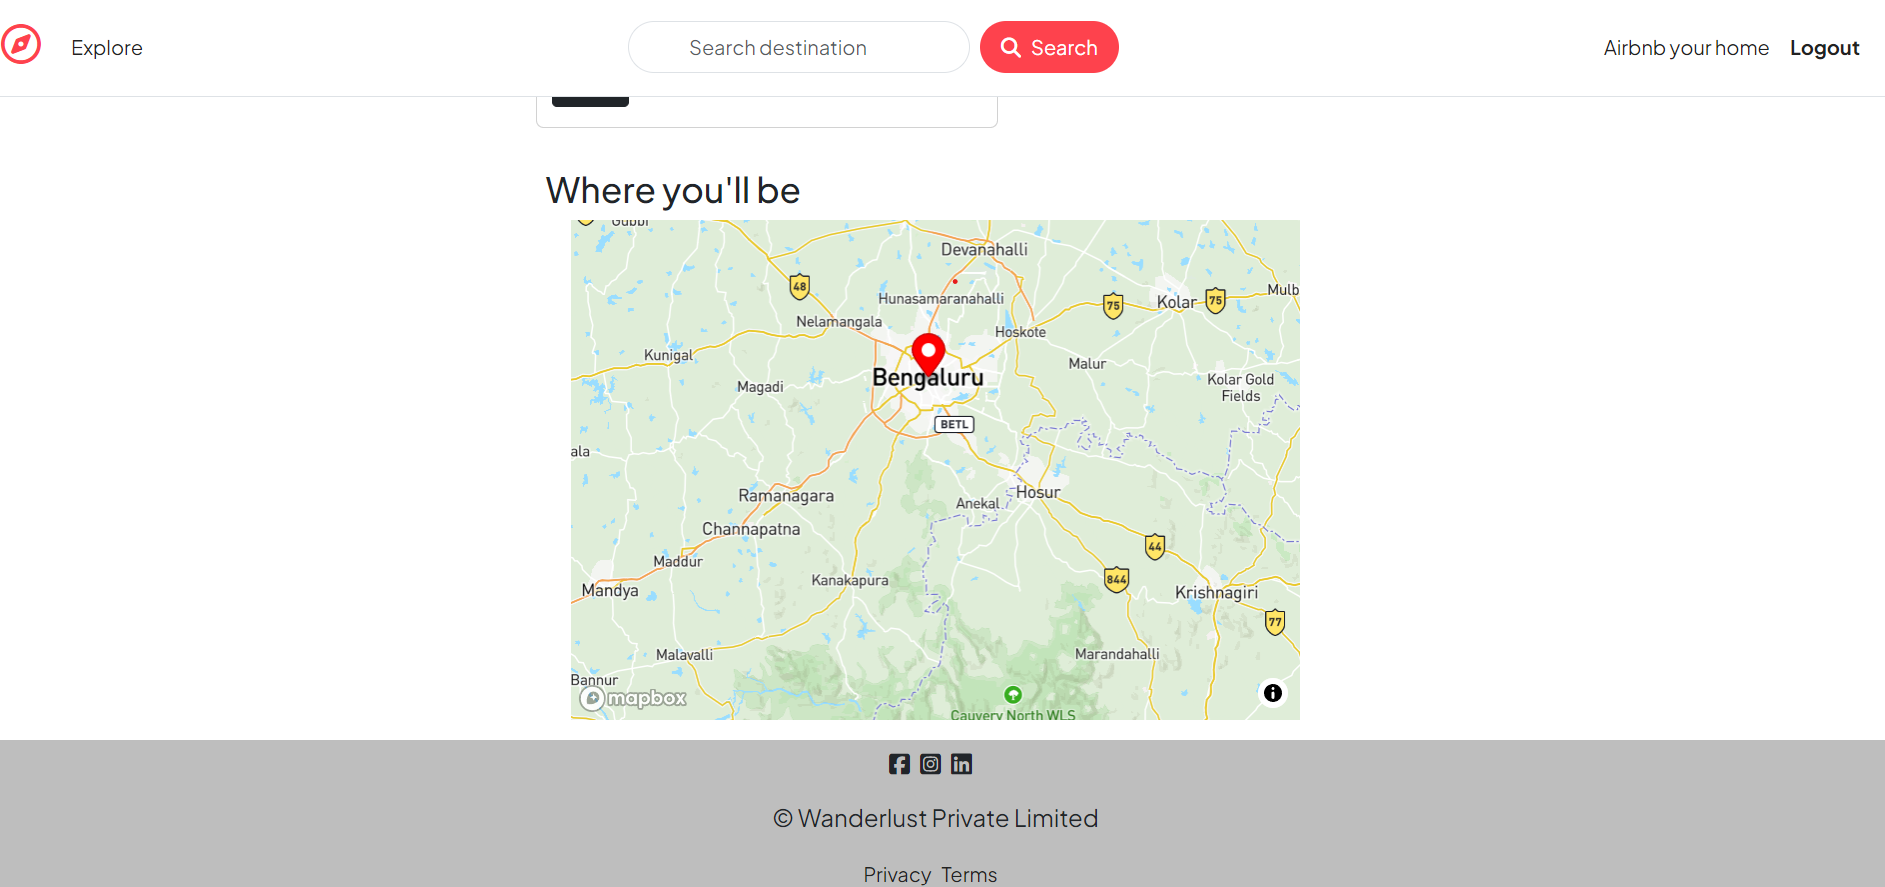 Explore
Search destination
Search
Airbnb your home
Logout
Where you'll be
Gubbi
Devanahalli
48
Hunasamaranahalli
75
Kolar
75
Mulb
Nelamangala
Hoskote
Kunigal
Malur
Bengaluru
Magadi
Kolar Gold
Fields
BETL
ala
Ramanagara
Hosur
Anekal
Channapatna
44
Maddur
Kanakapura
844
Mandya
Krishnagiri
77
Malavalli
Marandahalli
Bannur
mapbox
Cauvery North WLS
© Wanderlust Private Limited
Privacy Terms